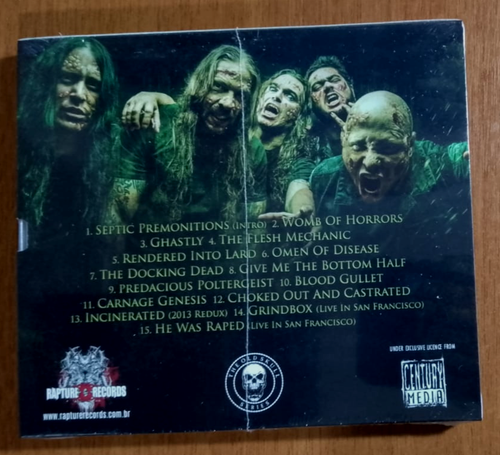 1. SEPTIC PREMONITIONS (INTRO) 2. WOMB OF HORRORS
3. GHASTLY 4. THE FLESH MECHANIC
5. RENDERED INTO LARD 6. OMEN OF DISEASE
7. THE DOCKING DEAD 8. GIVE ME THE BOTTOM HALF
9. PREDACIOUS POLTERGEIST 10. BLOOD GULLET
11. CARNAGE GENESIS 12. CHOKED OUT AND CASTRATED
13. INCINERATED (2013 REDUX) 14. GRINDBOX (LIVE IN SAN FRANCISCO)
15. HE WAS RAPED (LIVE IN SAN FRANCISCO)
RAPTURE RECORDS
www.rapturerecords.com.br
THE OLD SKULL
SERIES
UNDER EXCLUSIVE LICENCE FROM
CENTURY
MEDIA